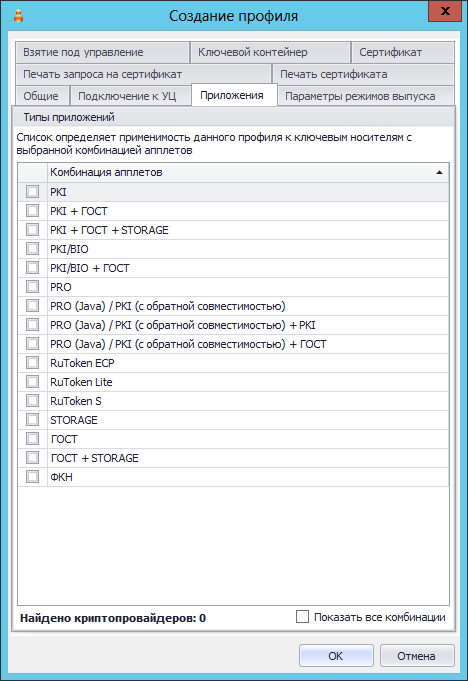 Создание профиля
x
Взятие под управление
Ключевой контейнер
Сертификат
Печать запроса на сертификат
Печать сертификата
Общие
Подключение к УЦ
Приложения
Параметры режимов выпуска
Типы приложений
Список определяет применимость данного профиля к ключевым носителям с
выбранной комбинацией апплетов
Комбинация апплетов
PKI
PKI + ГОСТ
PKI + ГОСТ + STORAGE
PKI/BIO
PKI/BIO + ГОСТ
PRO
PRO (Java) / PKI (с обратной совместимостью)
PRO (Java) / PKI (с обратной совместимостью) + PKI
PRO (Java) / PKI (с обратной совместимостью) + ГОСТ
RuToken ECP
RuToken Lite
RuToken S
STORAGE
ГОСТ
ГОСТ + STORAGE
ФКН
Найдено криптопровайдеров: 0
Показать все комбинации
OK
Отмена